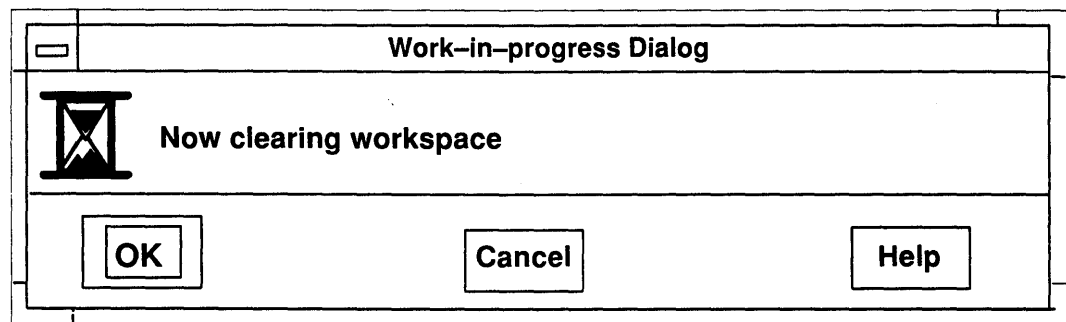 Work–in–progress Dialog
Now clearing workspace
OK
Cancel
Help